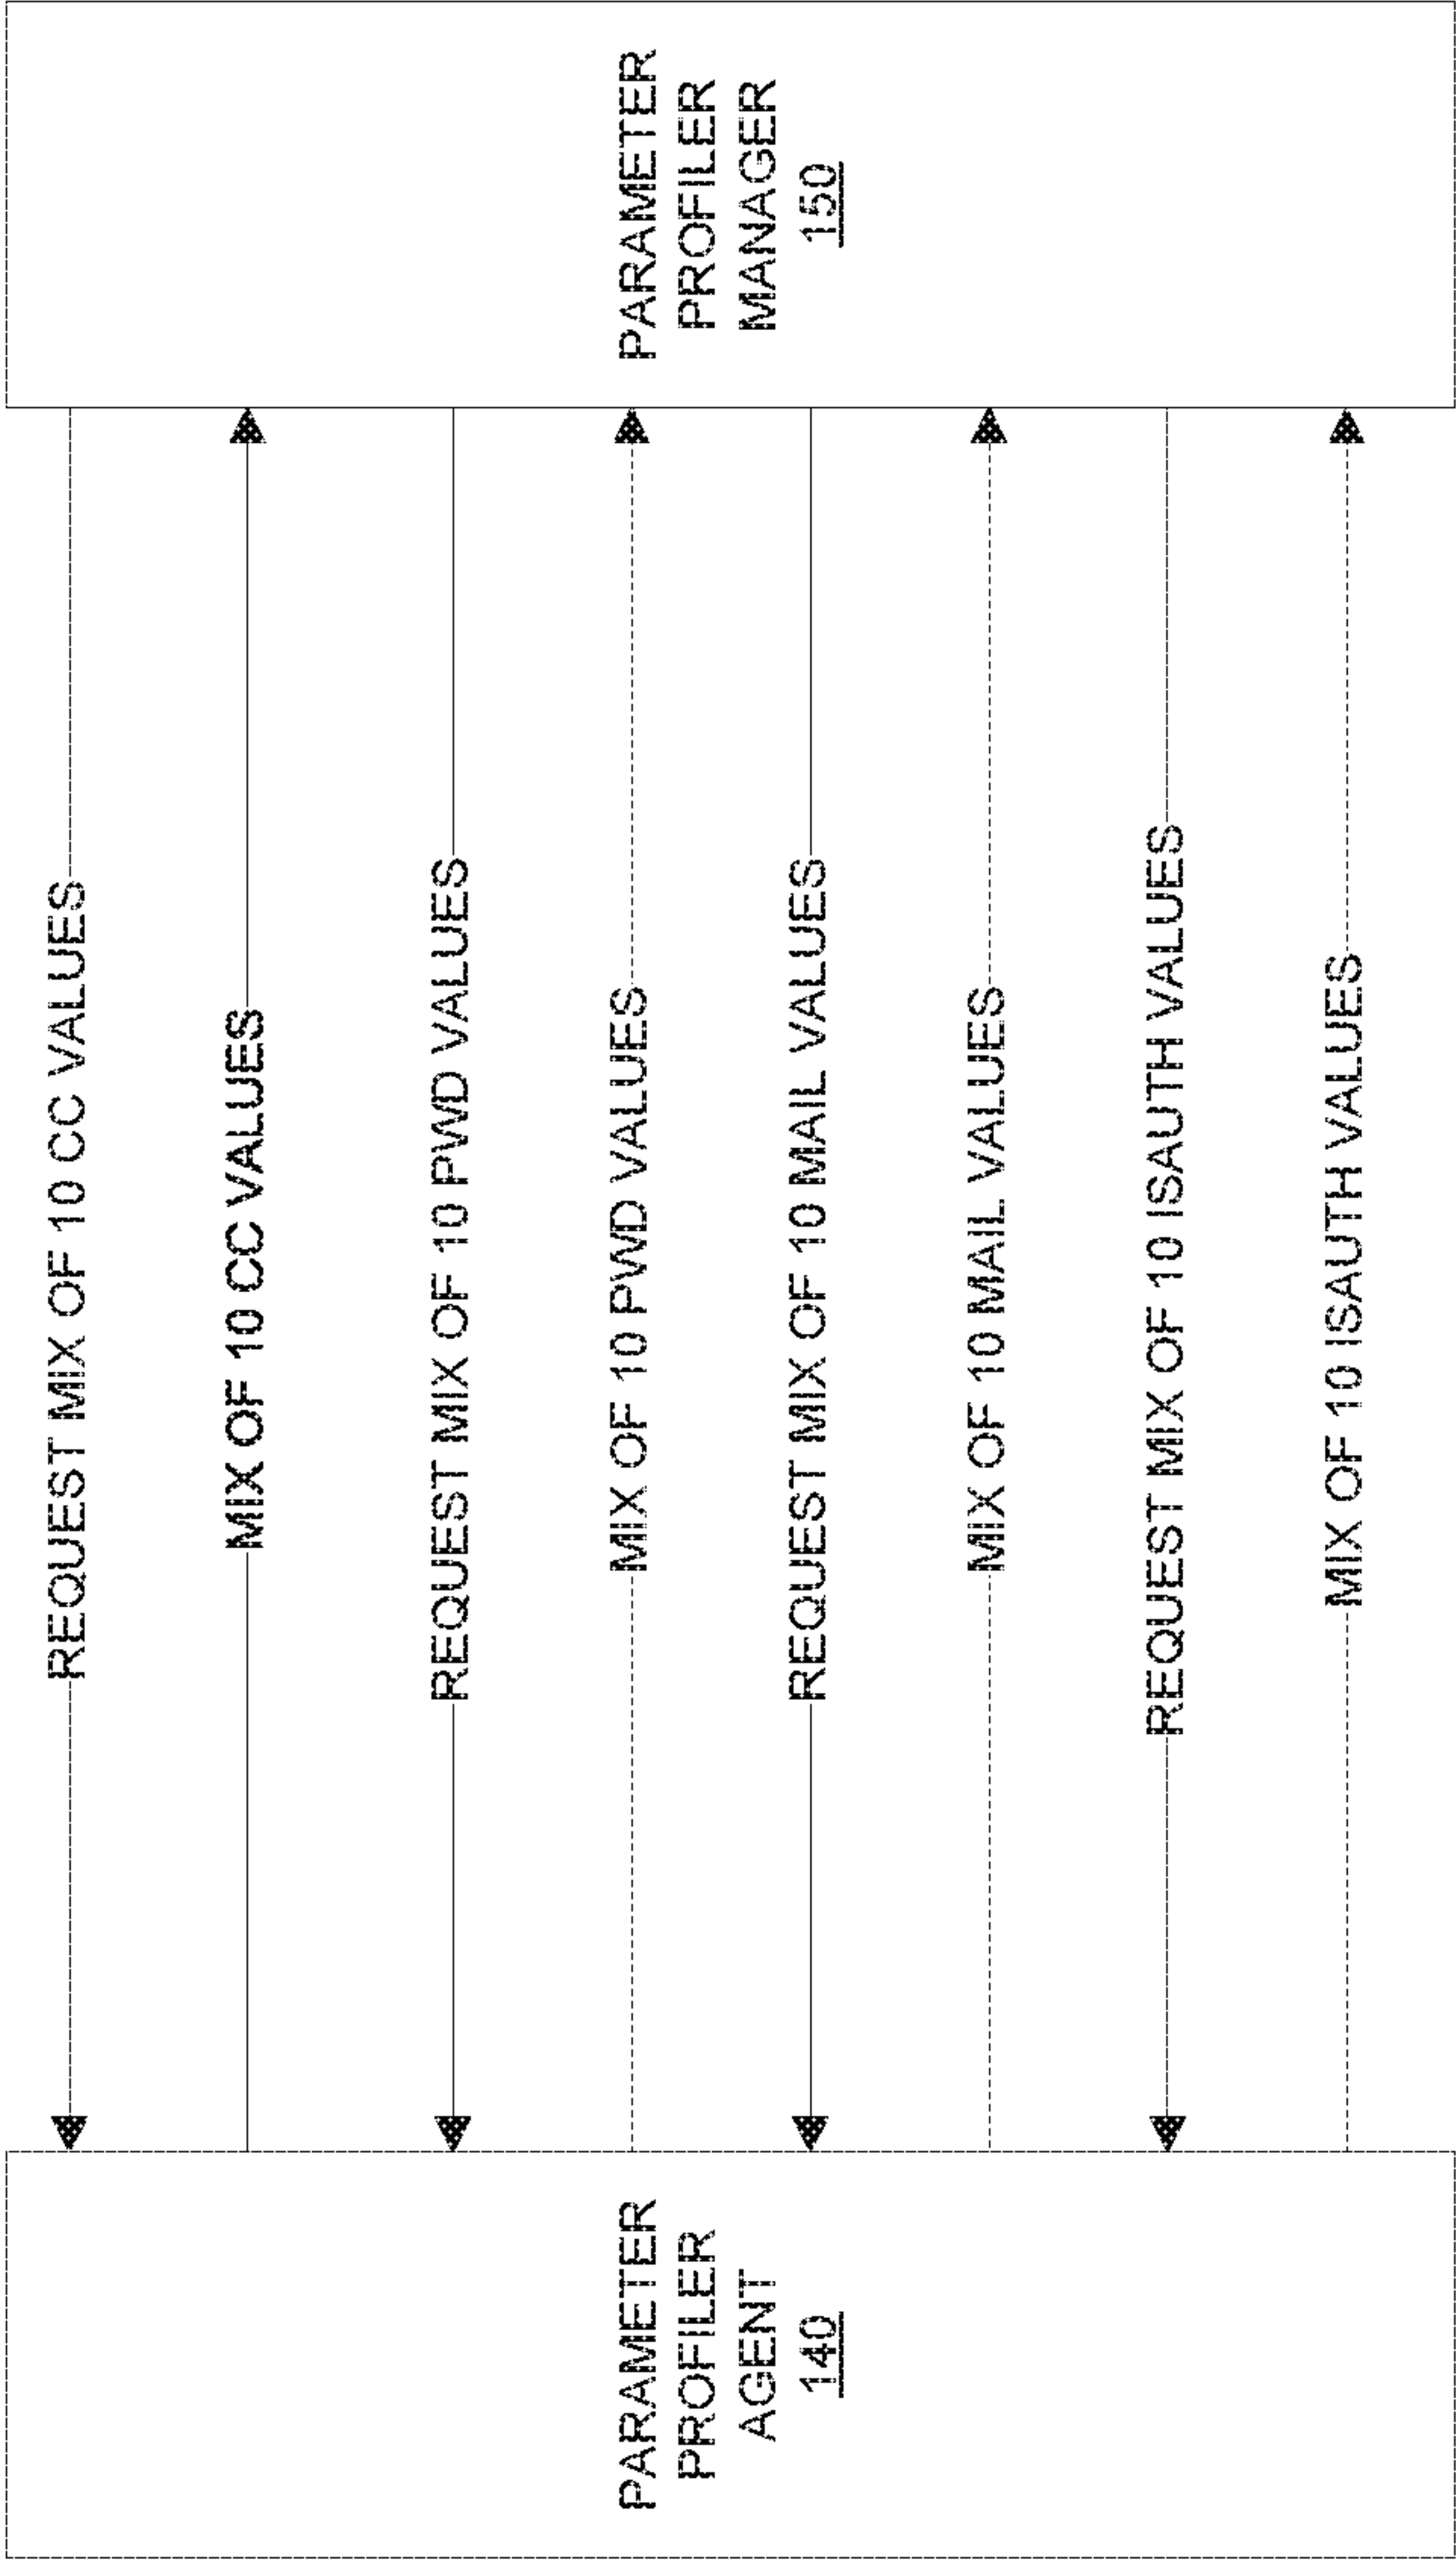 PARAMETER
PROFILER
AGENT
140
REQUEST MIX OF 10 CC VALUES
MIX OF 10 CC VALUES
REQUEST MIX OF 10 PWD VALUES
MIX OF 10 PWD VALUES
REQUEST MIX OF 10 MAIL VALUES
MIX OF 10 MAIL VALUES
REQUEST MIX OF 10 ISAUTH VALUES
MIX OF 10 ISAUTH VALUES
PARAMETER
PROFILER
MANAGER
150